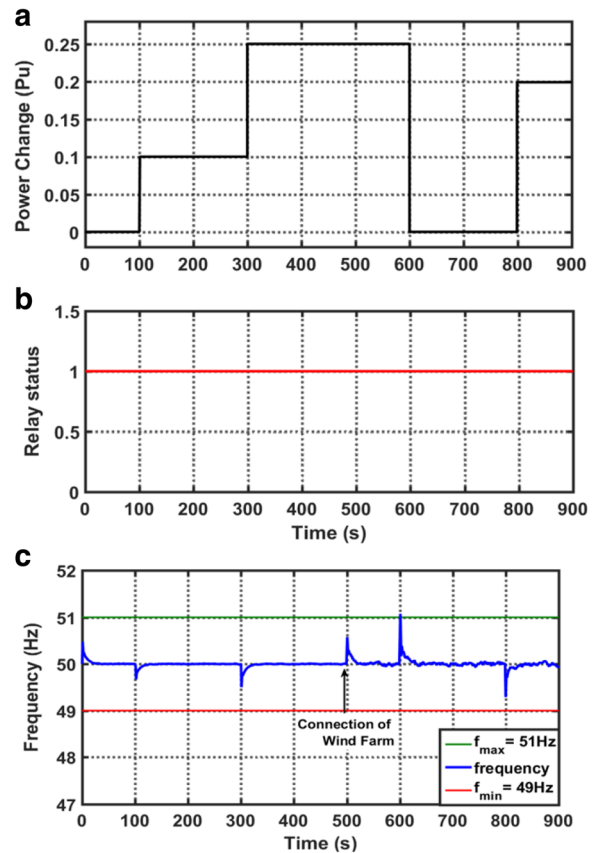 a
Power Change (Pu)
0.25
0.2
0.15
0.1
0.05
0
0 100 200 300 400 500 600 700 800 900
b
Relay status
1.5
1
0.5
0
0 100 200 300 400 500 600 700 800 900
Time (s)
c
Frequency (Hz)
52
51
50
49
48
47
Connection of
Wind Farm
fmax= 51Hz
frequency
fmin= 49Hz
0 100 200 300 400 500 600 700 800 900
Time (s)